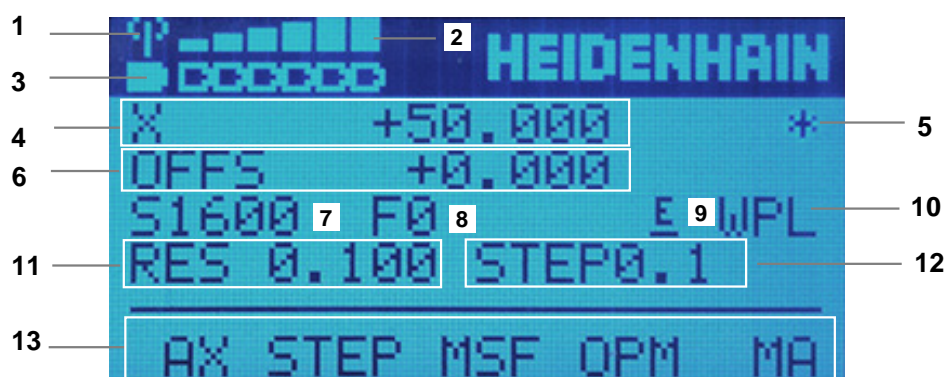 1
2
HEIDENHAIN
3
4
X +50.000 *
5
6
OFFS +0.000
S1600 7 F0 8 E 9 WPL
10
11
RES 0.100 STEP0.1
12
13
AX STEP MSF OPM MA